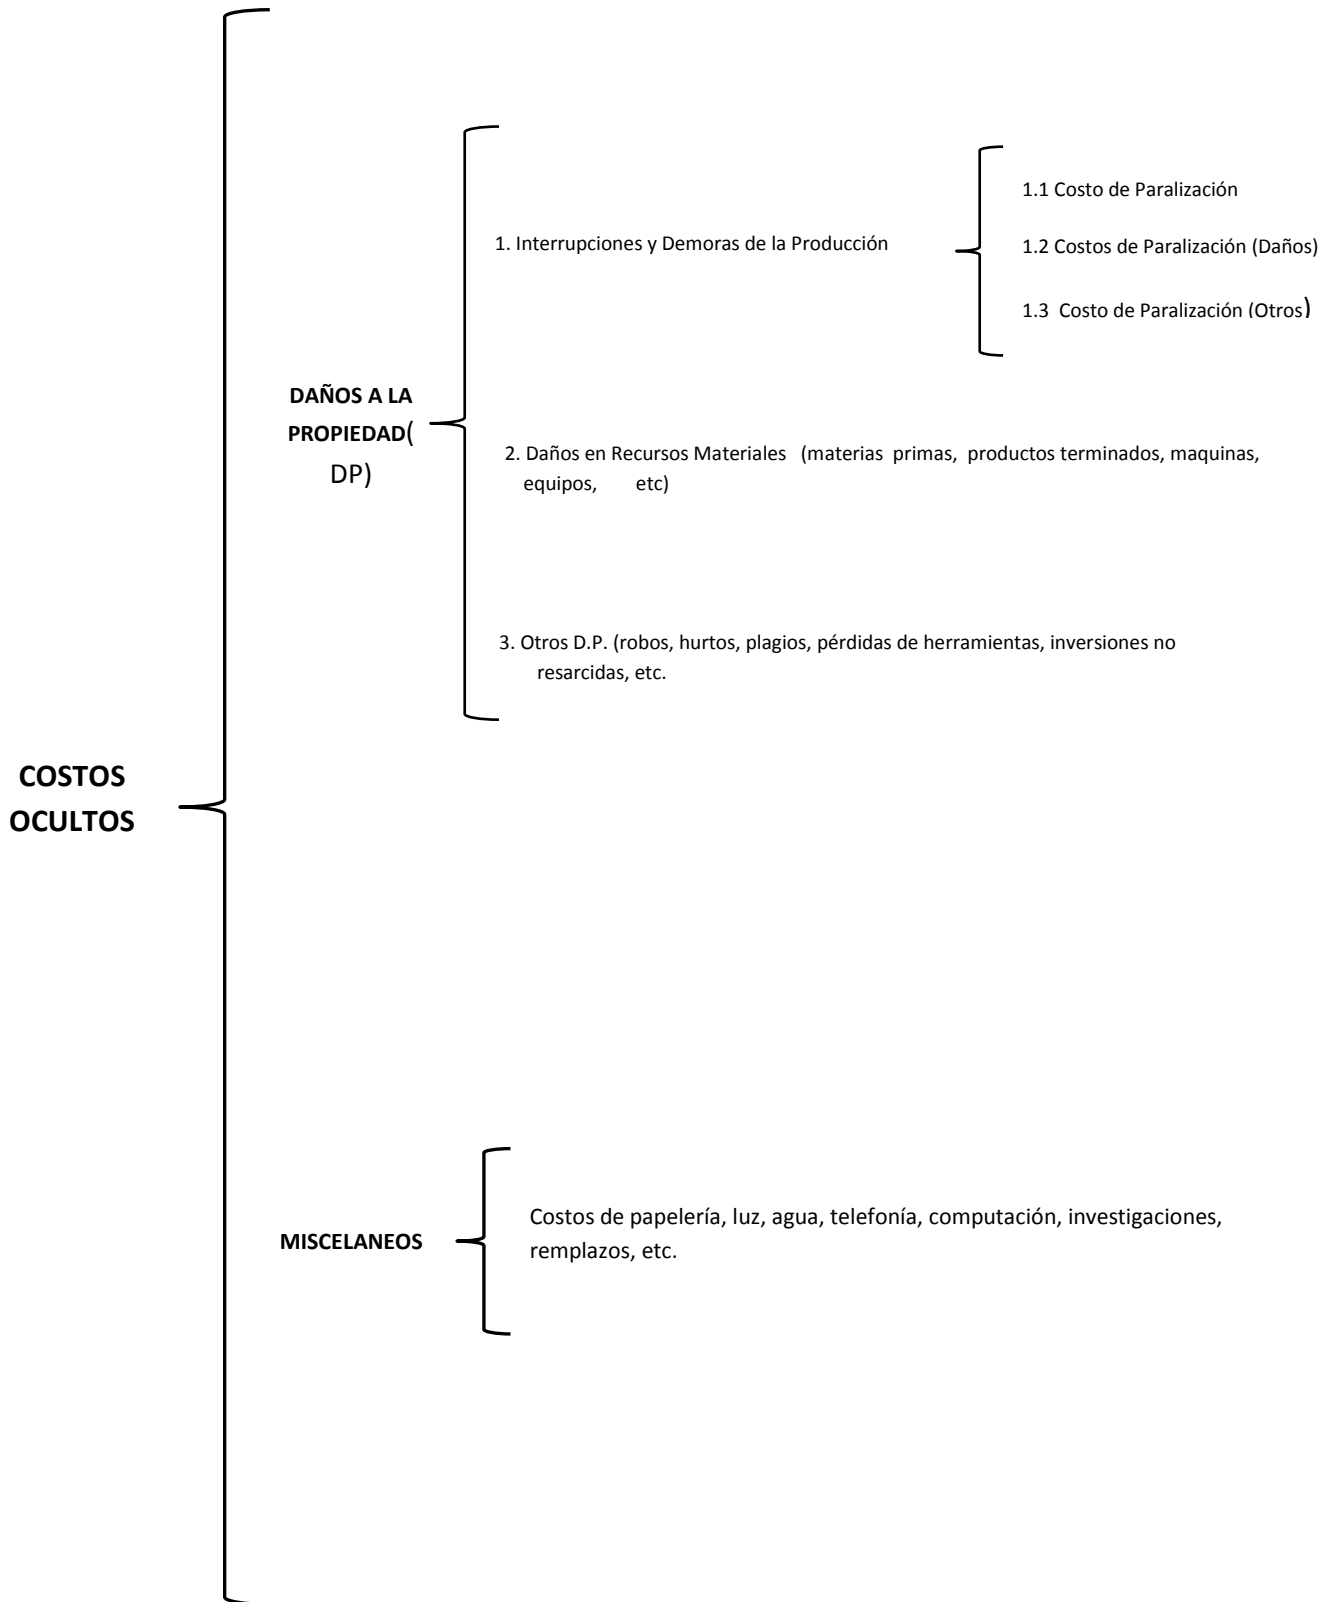 COSTOS
OCULTOS
DAÑOS A LA
PROPIEDAD(
DP)
1. Interrupciones y Demoras de la Producción
1.1 Costo de Paralización
1.2 Costos de Paralización (Daños)
1.3 Costo de Paralización (Otros)
2. Daños en Recursos Materiales (materias primas, productos terminados, maquinas,
equipos, etc)
3. Otros D.P. (robos, hurtos, plagios, pérdidas de herramientas, inversiones no
resarcidas, etc.
MISCELANEOS
Costos de papelería, luz, agua, telefonía, computación, investigaciones,
remplazos, etc.